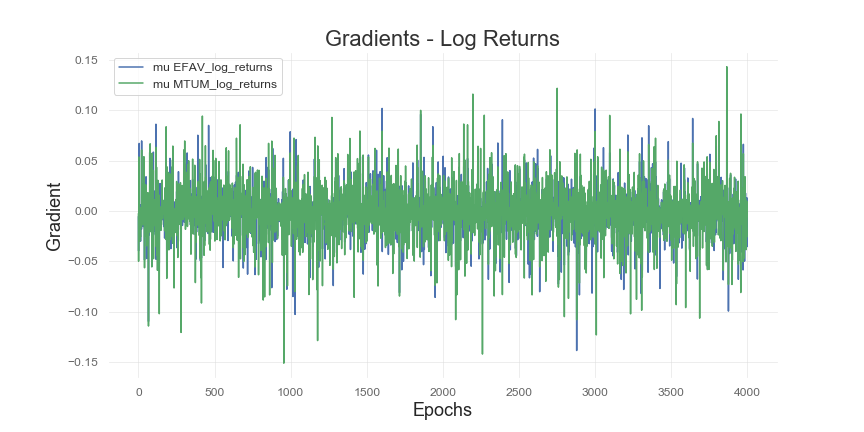 Gradients - Log Returns
mu EFAV_log_returns
mu MTUM_log_returns
0.15
0.10
0.05
0.00
−0.05
−0.10
−0.15
Gradient
0 500 1000 1500 2000 2500 3000 3500 4000
Epochs